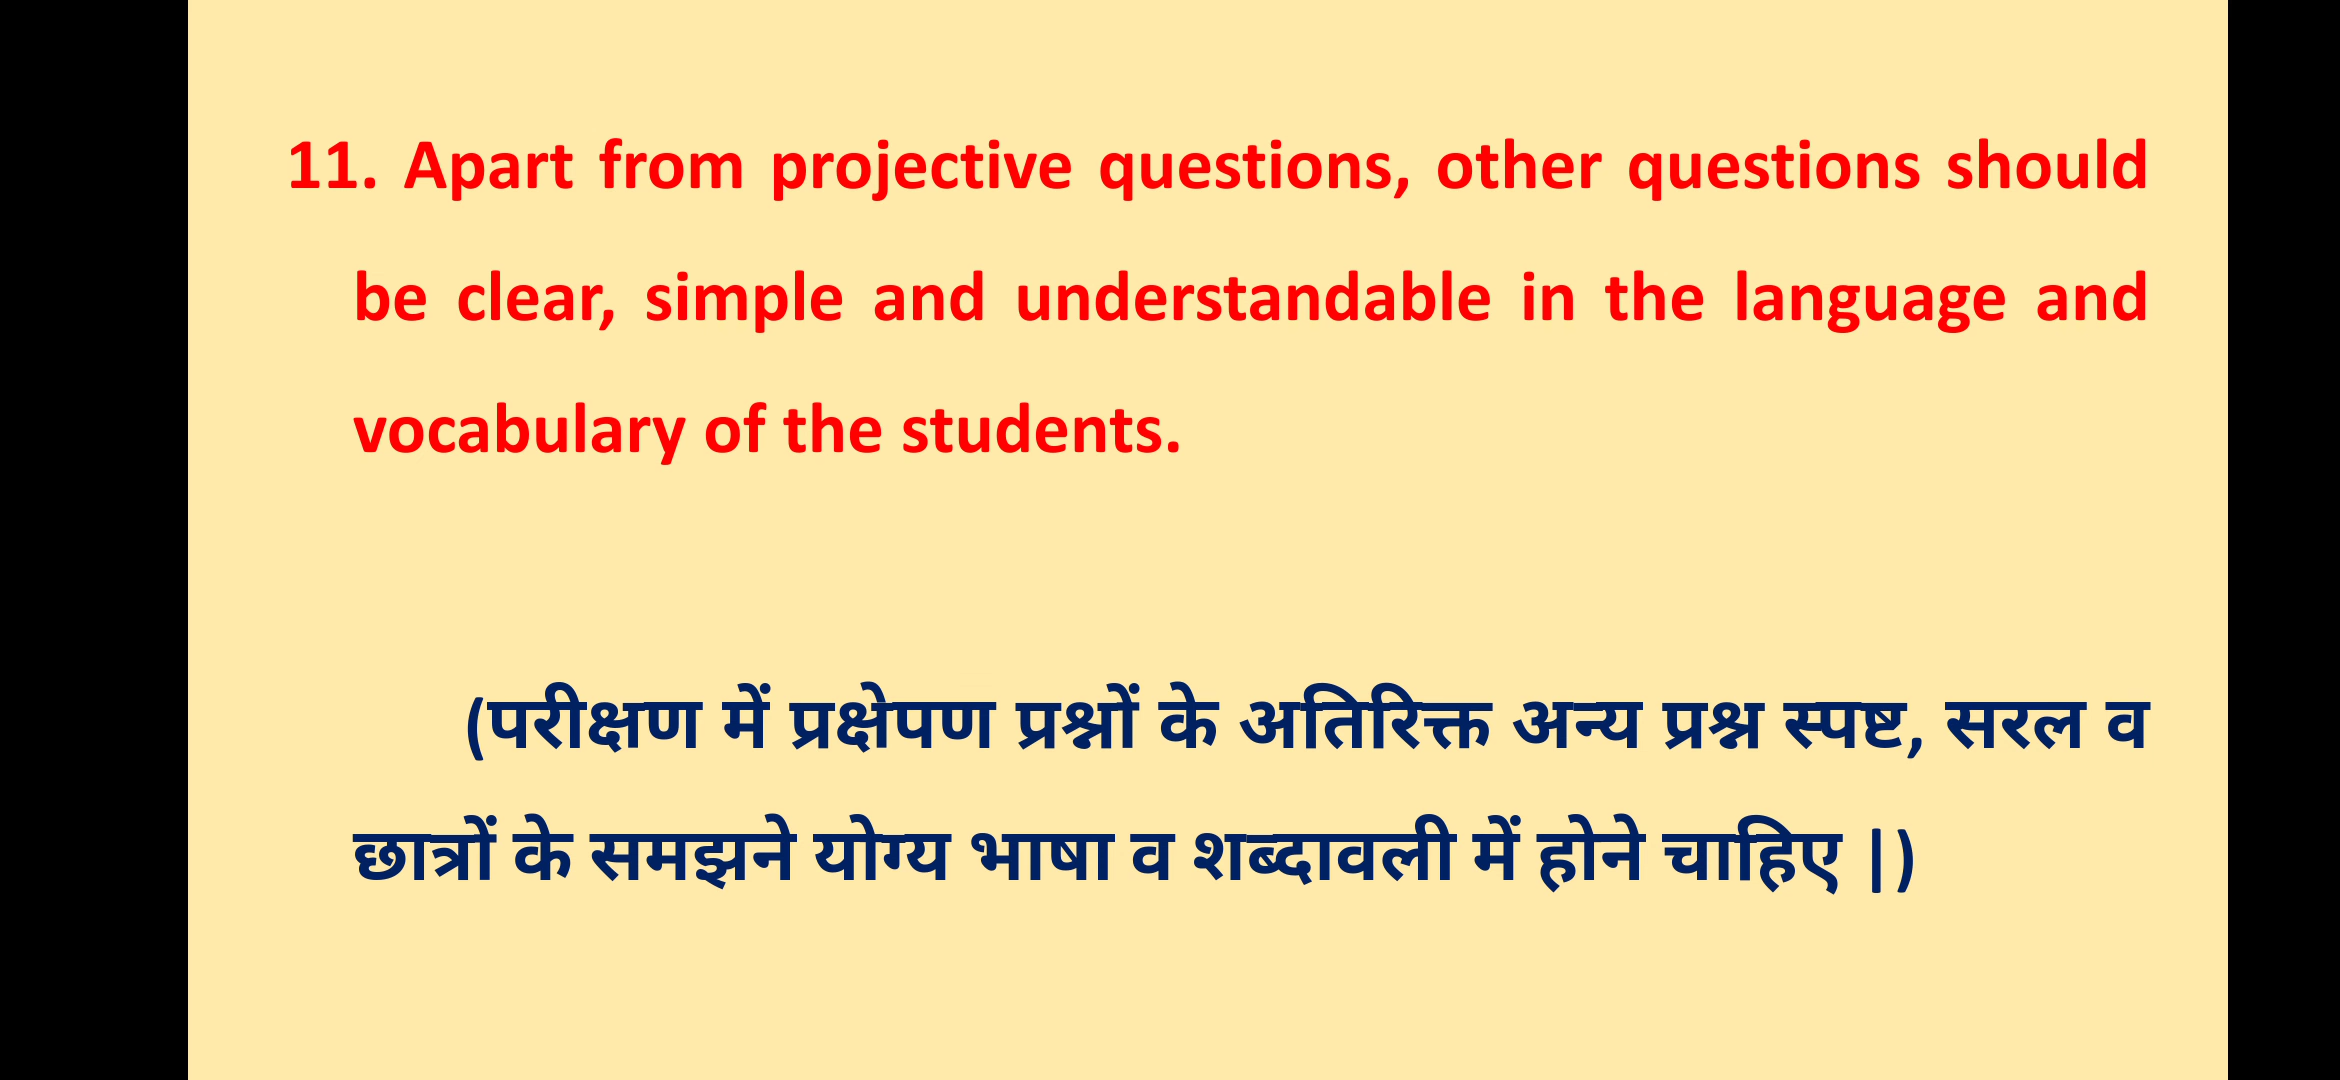 11. Apart from projective questions, other questions should
be clear, simple and understandable in the language and
vocabulary of the students.
(परीक्षण में प्रक्षेपण प्रश्नों के अतिरिक्त अन्य प्रश्न स्पष्ट, सरल व
छात्रों के समझने योग्य भाषा व शब्दावली में होने चाहिए |)